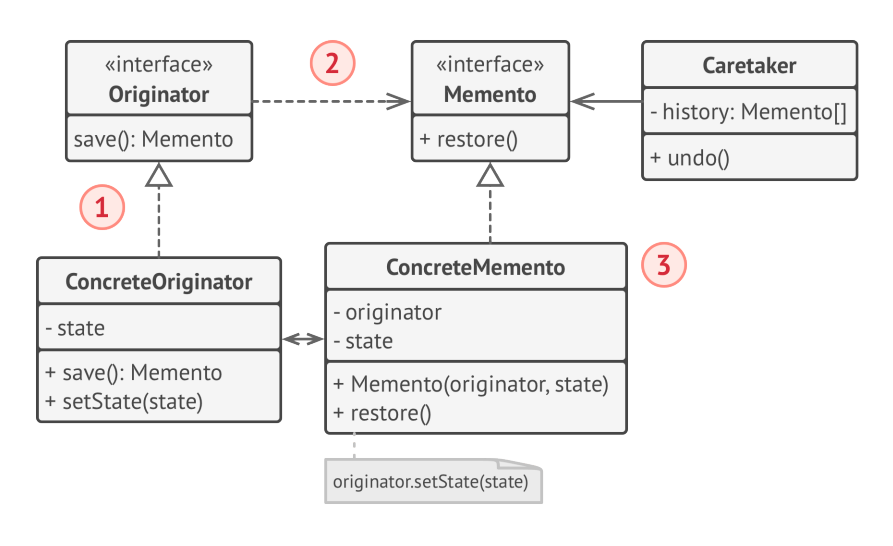 «interface»
Originator
save(): Memento
2
«interface»
Memento
+ restore()
Caretaker
- history: Memento[]
+ undo()
1
ConcreteOriginator
- state
+ save(): Memento
+ setState(state)
ConcreteMemento
- originator
- state
+ Memento(originator, state)
+ restore()
3
originator.setState(state)